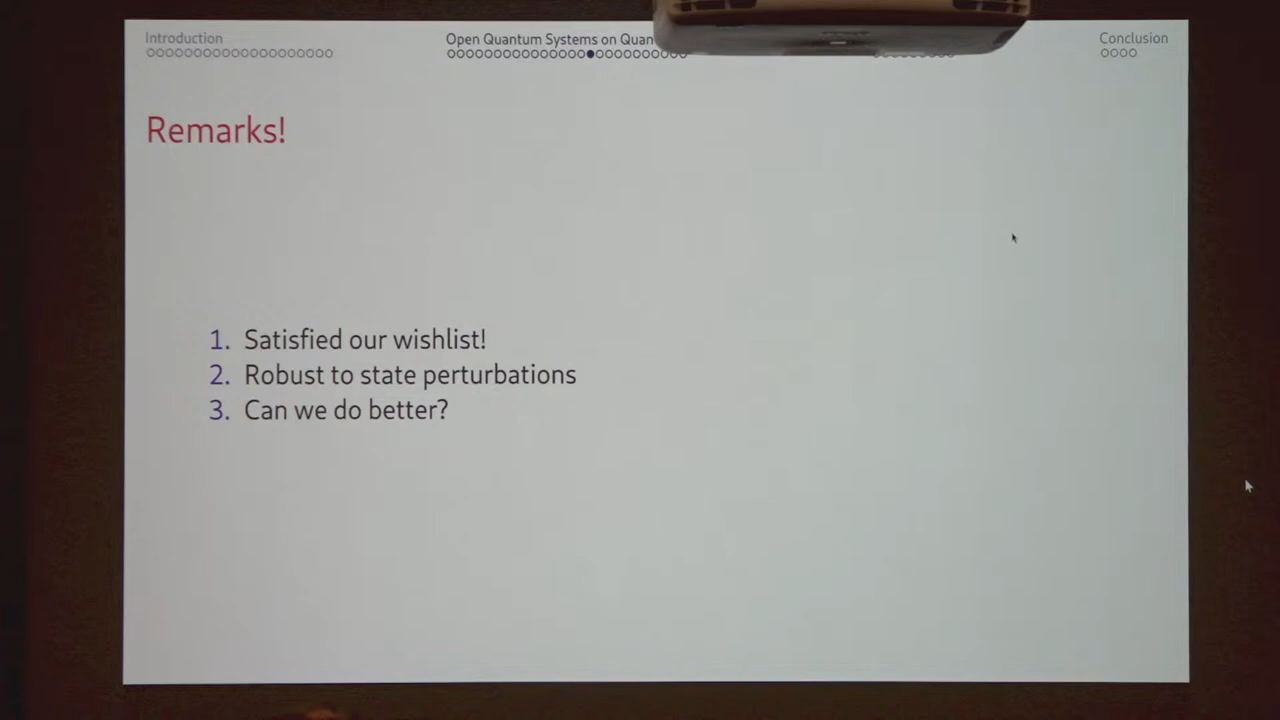 Introduction
Open Quantum Systems on
Conclusion
Remarks!
1. Satisfied our wishlist!
2. Robust to state perturbations
3. Can we do better?